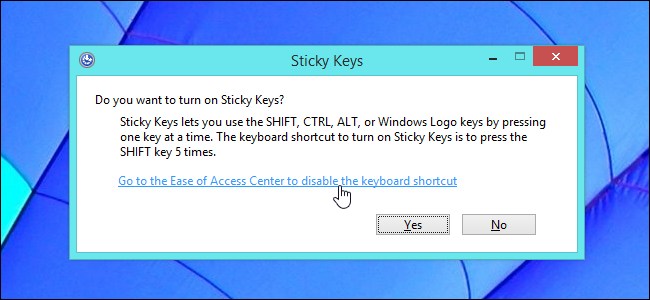 Sticky Keys
Do you want to turn on Sticky Keys?
Sticky Keys lets you use the SHIFT, CTRL, ALT, or Windows Logo keys by pressing
one key at a time. The keyboard shortcut to turn on Sticky Keys is to press the
SHIFT key 5 times.
Go to the Ease of Access Center to disable the keyboard shortcut
Yes No